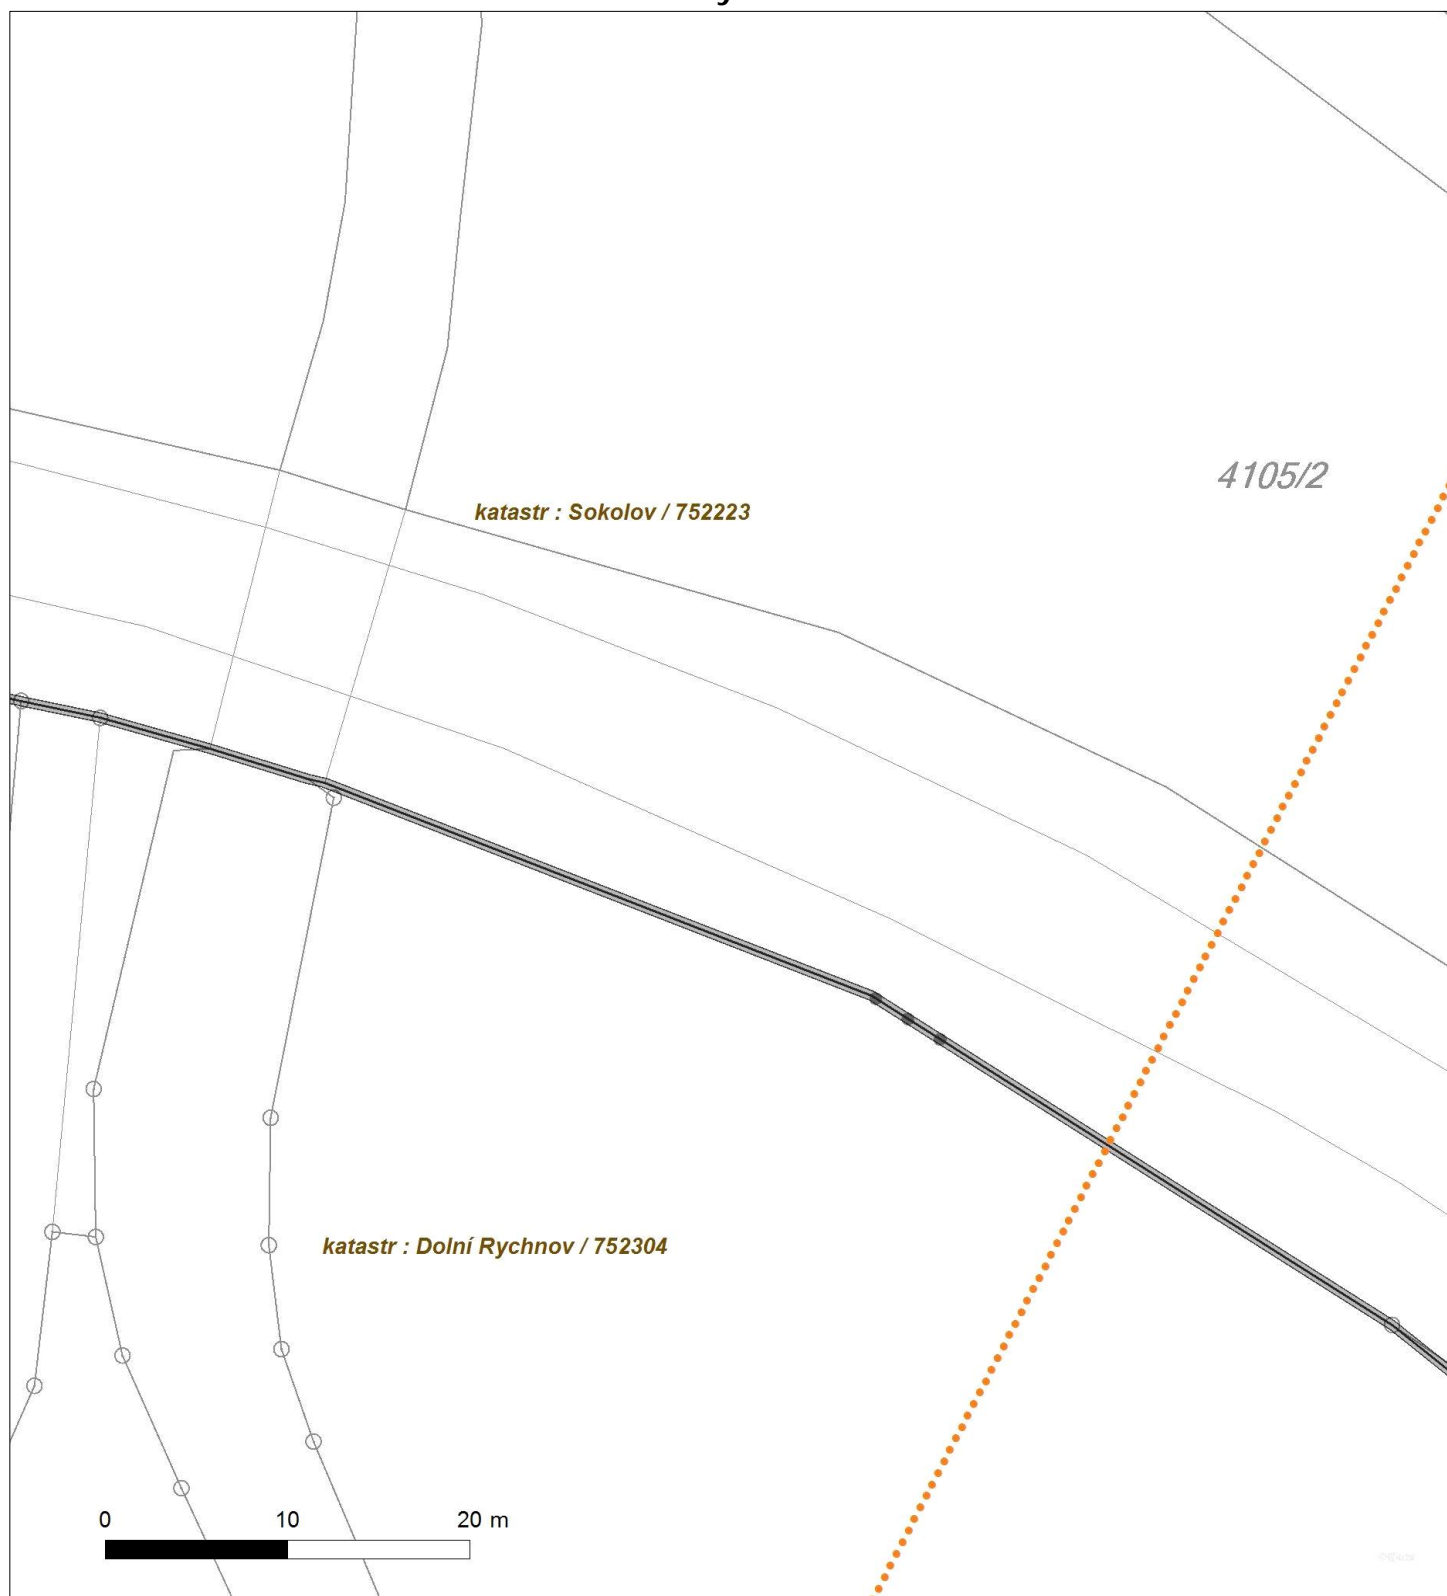 4105/2
katastr : Sokolov / 752223
katastr : Dolní Rychnov / 752304
0 10 20 m